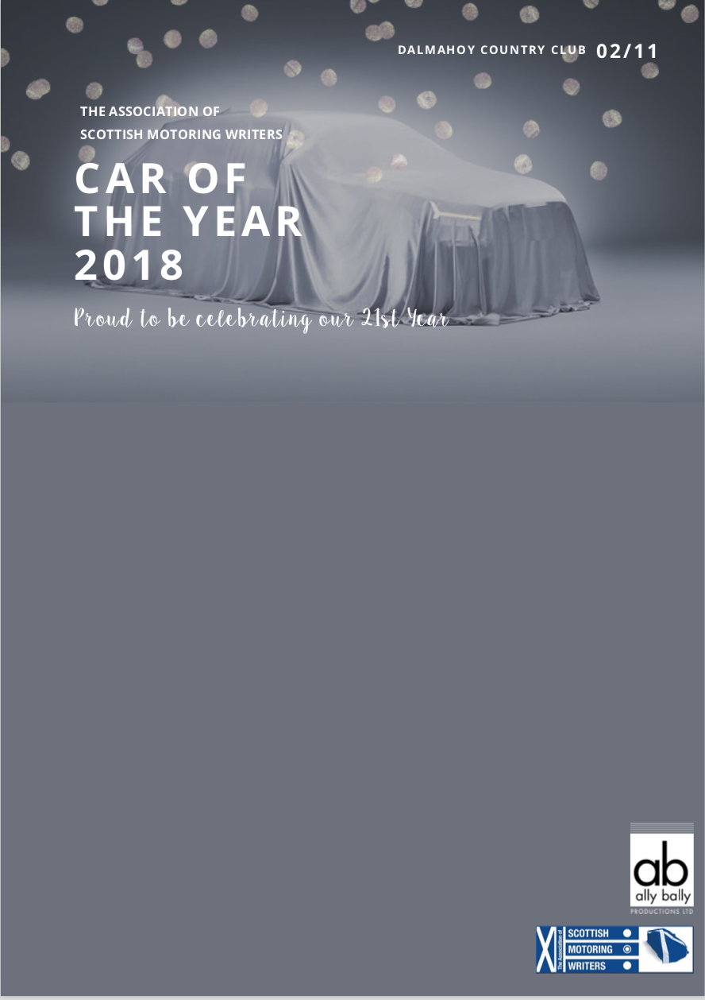 DALMAHOY COUNTRY CLUB 02/11
THE ASSOCIATION OF
SCOTTISH MOTORING WRITERS
CAR OF
THE YEAR
2018
Proud to be celebrating our 21st Year
ab
ally bally
PRODUCTIONS LTD
The Association of
SCOTTISH
MOTORING
WRITERS